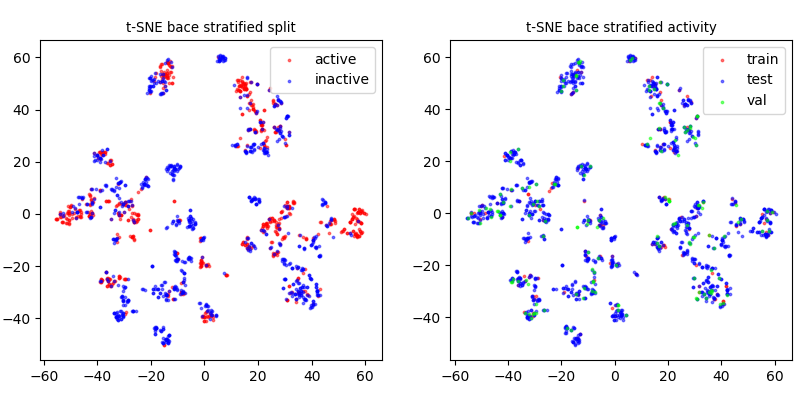 t-SNE bace stratified split
active
inactive
60
40
20
0
−20
−40
−60 −40 −20 0 20 40 60
t-SNE bace stratified activity
train
test
val
60
40
20
0
−20
−40
−60 −40 −20 0 20 40 60